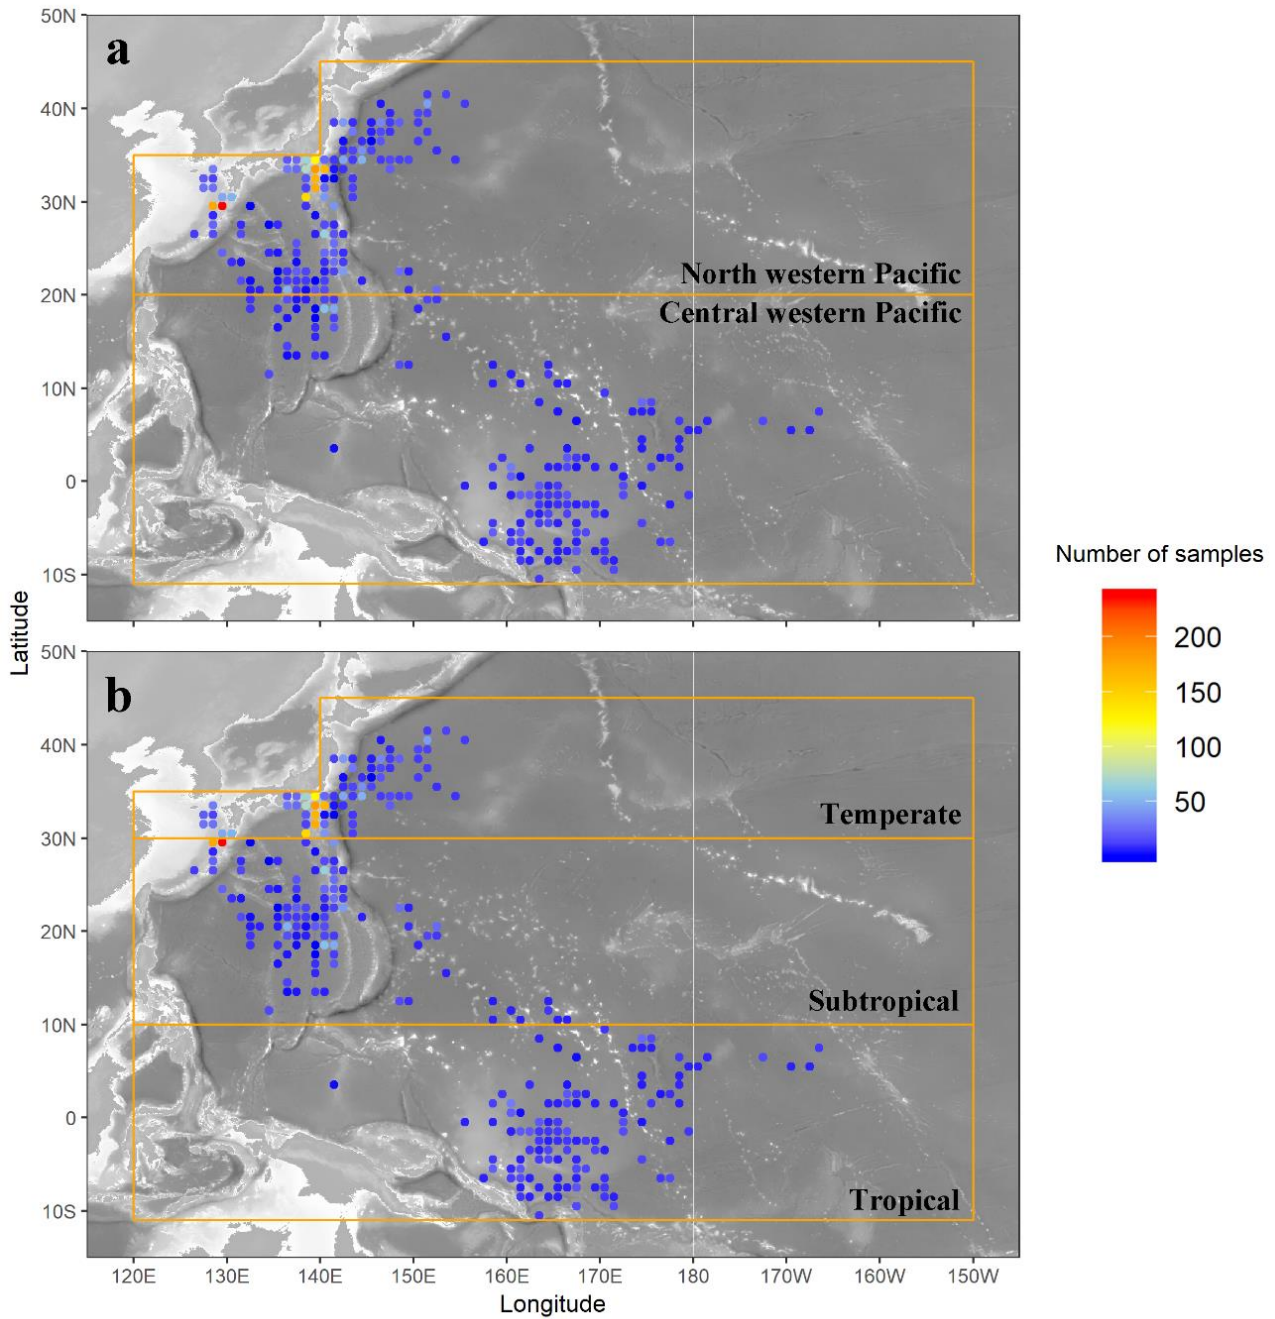 50N
a
40N
30N
20N
10N
0
10S
North western Pacific
Central western Pacific
Number of samples
200
150
100
50
Latitude
50N
b
40N
30N
20N
10N
0
10S
Temperate
Subtropical
Tropical
120E 130E 140E 150E 160E 170E 180 170W 160W 150W
Longitude